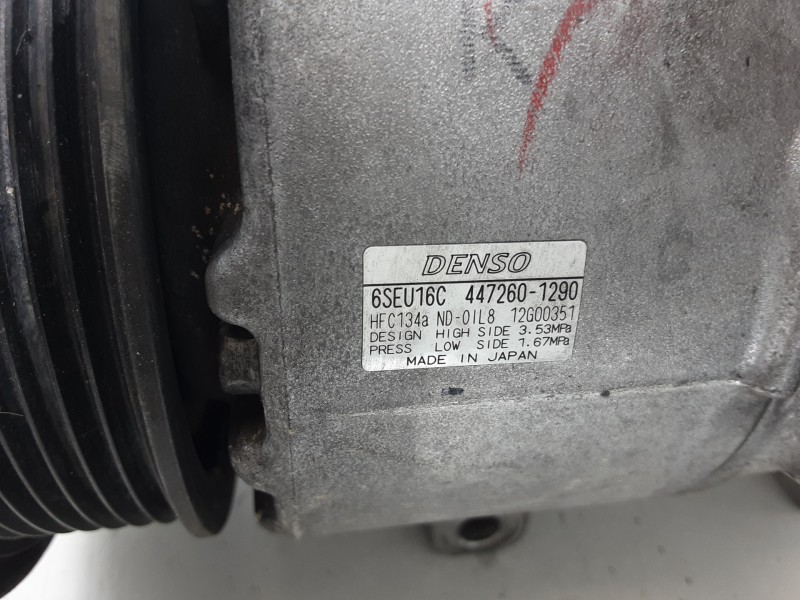 DENSO
6SEU16C 447260-1290
HFC134a ND-OIL8 12G00351
DESIGN HIGH SIDE 3.53MPa
PRESS LOW SIDE 1.67MPa
MADE IN JAPAN